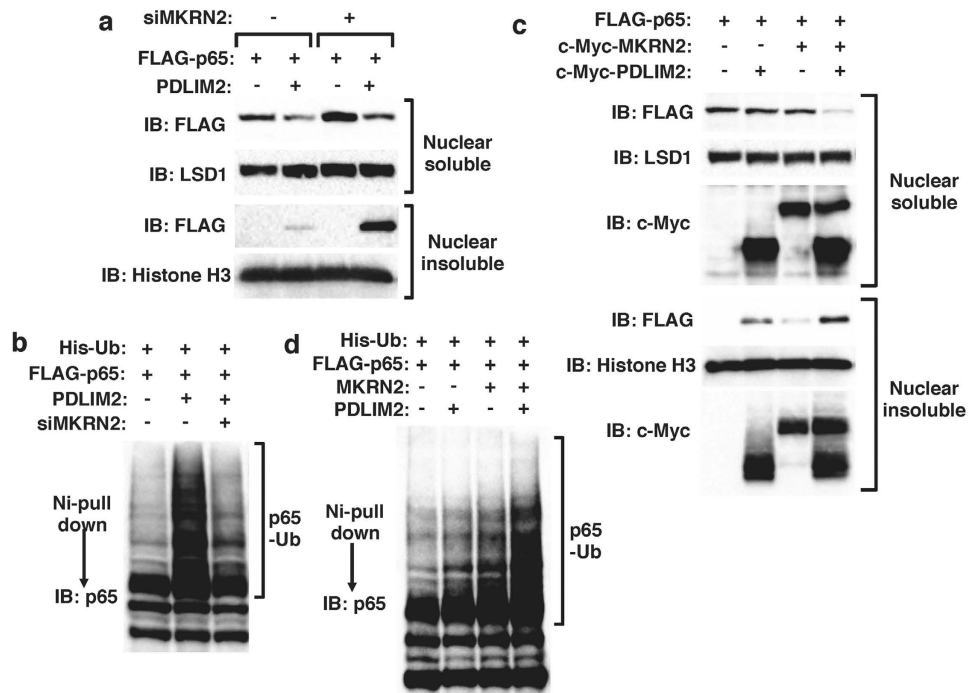 a
siMKRN2: - +
FLAG-p65: + + + +
PDLIM2: - + - +
IB: FLAG
IB: LSD1
Nuclear
soluble
IB: FLAG
IB: Histone H3
Nuclear
insoluble
b
His-Ub: + + +
FLAG-p65: + + +
PDLIM2: - + +
siMKRN2: - - +
Ni-pull
down
IB: p65
p65
-Ub
c
FLAG-p65: + + + +
c-Myc-MKRN2: - - + +
c-Myc-PDLIM2: - + - +
IB: FLAG
IB: LSD1
IB: c-Myc
Nuclear
soluble
IB: FLAG
IB: Histone H3
IB: c-Myc
Nuclear
insoluble
d
His-Ub: + + + +
FLAG-p65: + + + +
MKRN2: - - + +
PDLIM2: - + - +
Ni-pull
down
IB: p65
p65
-Ub